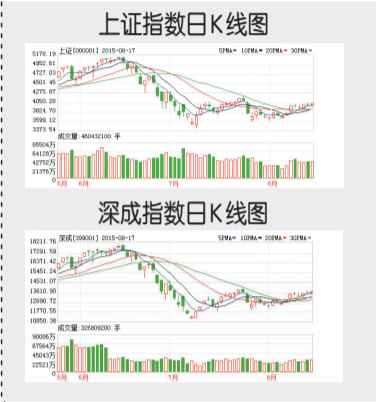 上证指数日K线图
上证[000001] 2015-08-17 5PMA 10PMA 20PMA 30PMA
5178.19
4952.61
4727.03
4501.45
4275.87
4050.28
3824.70
3599.12
3373.54
成交量:460432100 手
85504万
64128万
42752万
21376万
0
5月 6月 7月 8月
深成指数日K线图
深成[399001] 2015-08-17 5PMA 10PMA 20PMA 30PMA
18211.76
17291.59
16371.42
15451.24
14531.07
13610.90
12690.72
11770.55
10850.38
成交量:326809200 手
90086万
67564万
45043万
22521万
0
5月 6月 7月 8月